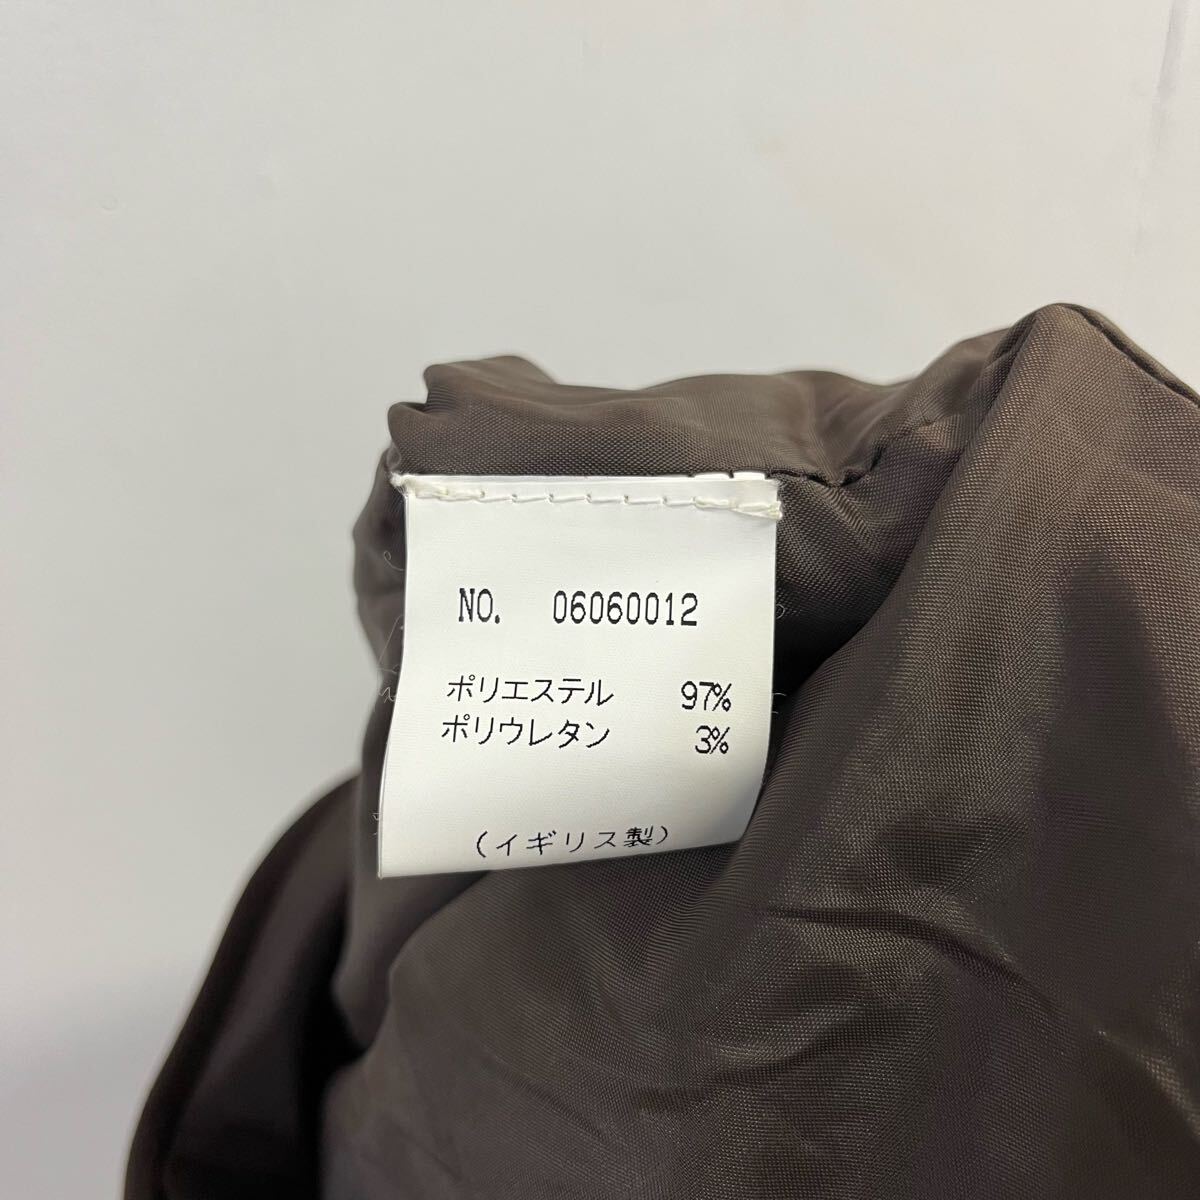 NO. 06060012
ポリエステル 97%
ポリウレタン 3%
(イギリス製)